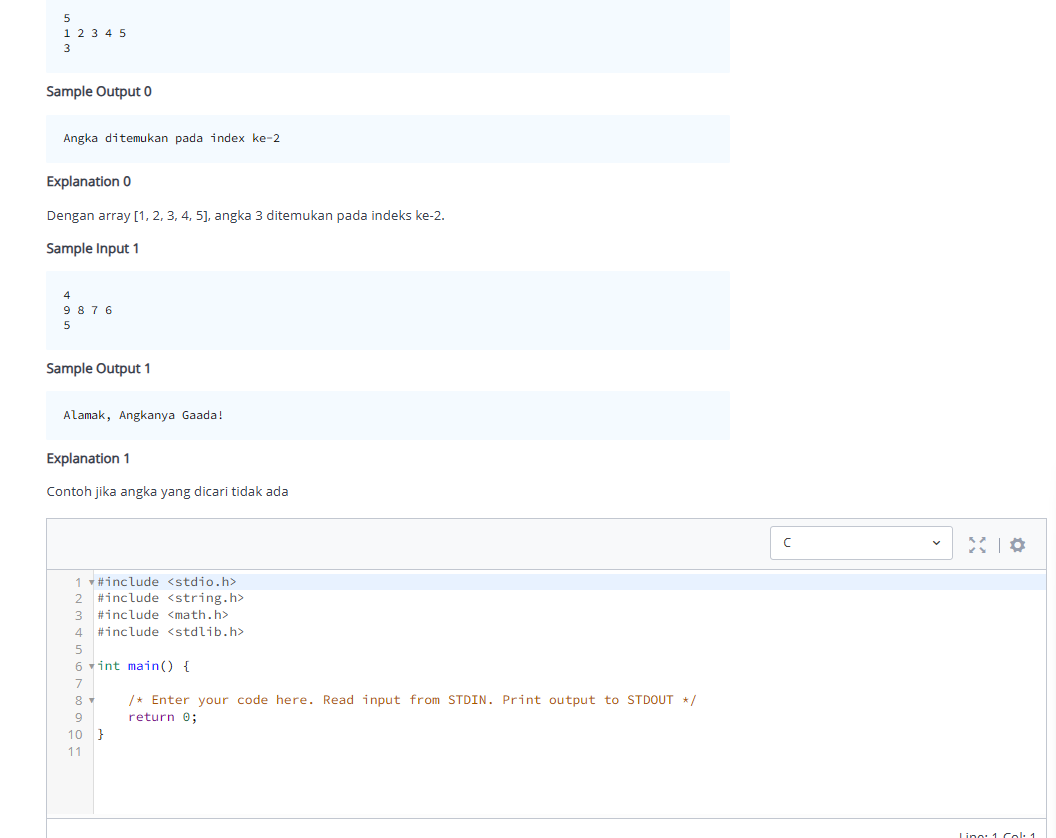 5
1 2 3 4 5
3
Sample Output 0
Angka ditemukan pada index ke-2
Explanation 0
Dengan array [1, 2, 3, 4, 5], angka 3 ditemukan pada indeks ke-2.
Sample Input 1
4
9 8 7 6
5
Sample Output 1
Alamak, Angkanya Gaada!
Explanation 1
Contoh jika angka yang dicari tidak ada
C
1 #include <stdio.h>
2 #include <string.h>
3 #include <math.h>
4 #include <stdlib.h>
5
6 int main() {
7
8 /* Enter your code here. Read input from STDIN. Print output to STDOUT */
9 return 0;
10 }
11
Line: 1 Col: 1